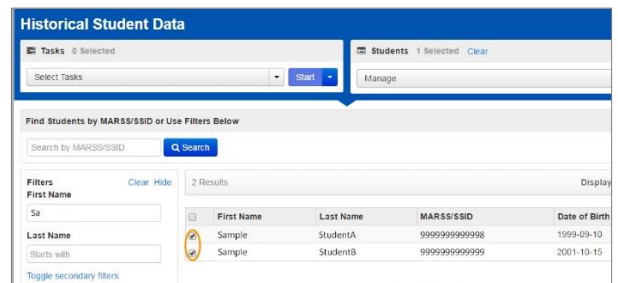 Historical Student Data
Tasks 0 Selected
Students 1 Selected Clear
Select Tasks
Start
Manage
Find Students by MARSS/SSID or Use Filters Below
Search by MARSS/SSID
Search
Filters Clear Hide
2 Results
Display
First Name
Sa
First Name Last Name MARSS/SSID Date of Birth
Last Name
Sample StudentA 9999999999998 1999-09-10
Starts with
Sample StudentB 9999999999999 2001-10-15
Toggle secondary filters